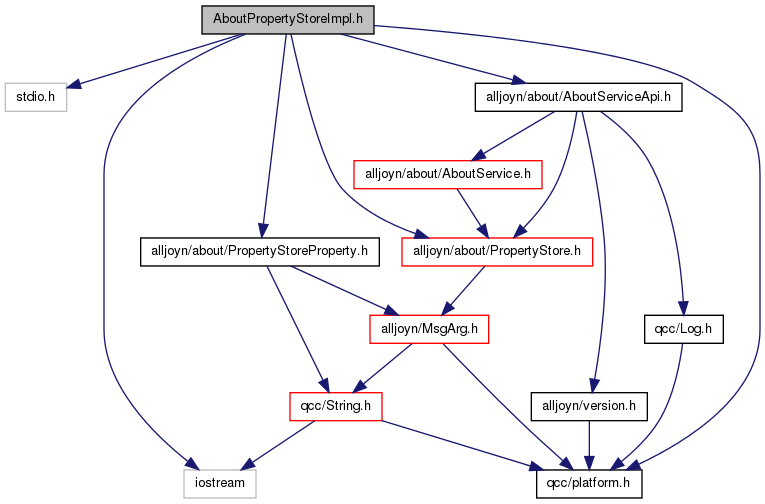 AboutPropertyStoreImpl.h
stdio.h
alljoyn/about/AboutServiceApi.h
alljoyn/about/AboutService.h
alljoyn/about/PropertyStoreProperty.h
alljoyn/about/PropertyStore.h
alljoyn/MsgArg.h
qcc/Log.h
qcc/String.h
alljoyn/version.h
iostream
qcc/platform.h